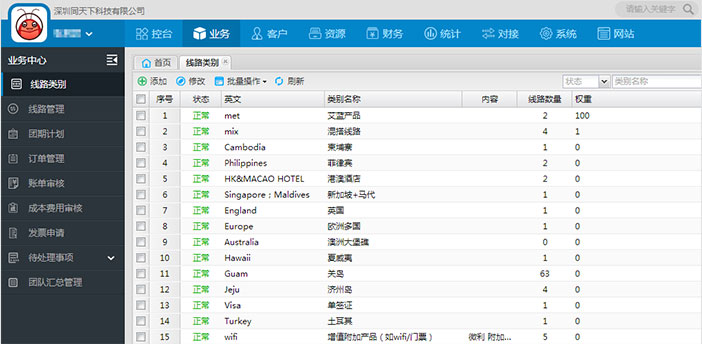 深圳同天下科技有限公司
请输入关键字
控台 业务 客户 资源 财务 统计 对接 系统 网站
业务中心
首页 线路类别
线路类别
添加 修改 批量操作 刷新 状态 类别名称
序号 状态 英文 类别名称 内容 线路数量 权重
线路管理
团期计划
订单管理
账单审核
成本费用审核
发票申请
待处理事项
团队汇总管理
1 正常 met 艾蓝产品 2 100
2 正常 mix 混搭线路 4 1
3 正常 Cambodia 柬埔寨 1 0
4 正常 Philippines 菲律宾 2 0
5 正常 HK&MACAO HOTEL 港澳酒店 2 0
6 正常 Singapore；Maldives 新加坡+马代 1 0
7 正常 England 英国 1 0
8 正常 Europe 欧洲多国 1 0
9 正常 Australia 澳洲大堡礁 0 0
10 正常 Hawaii 夏威夷 1 0
11 正常 Guam 关岛 63 0
12 正常 Jeju 济州岛 4 0
13 正常 Visa 单签证 1 0
14 正常 Turkey 土耳其 1 0
15 正常 wifi 增值附加产品（如wifi/门票） 微利 附加... 5 0